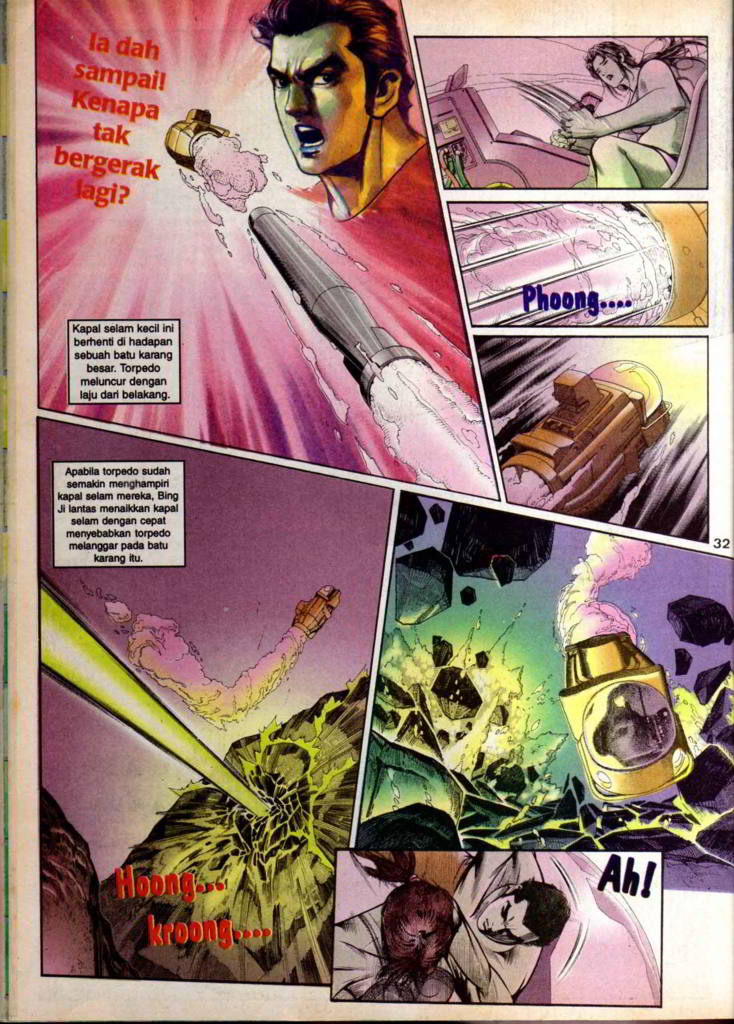 Ia dah
sampai!
Kenapa
tak
bergerak
lagi?
Kapal selam kecil ini
berhenti di hadapan
sebuah batu karang
besar. Torpedo
meluncur dengan
laju dari belakang.
Phoong....
Apabila torpedo sudah
semakin menghampiri
kapal selam mereka, Bing
Ji lantas menaikkan kapal
selam dengan cepat
menyebabkan torpedo
melanggar pada batu
karang itu.
32
Hoong...
kroong....
Ah!